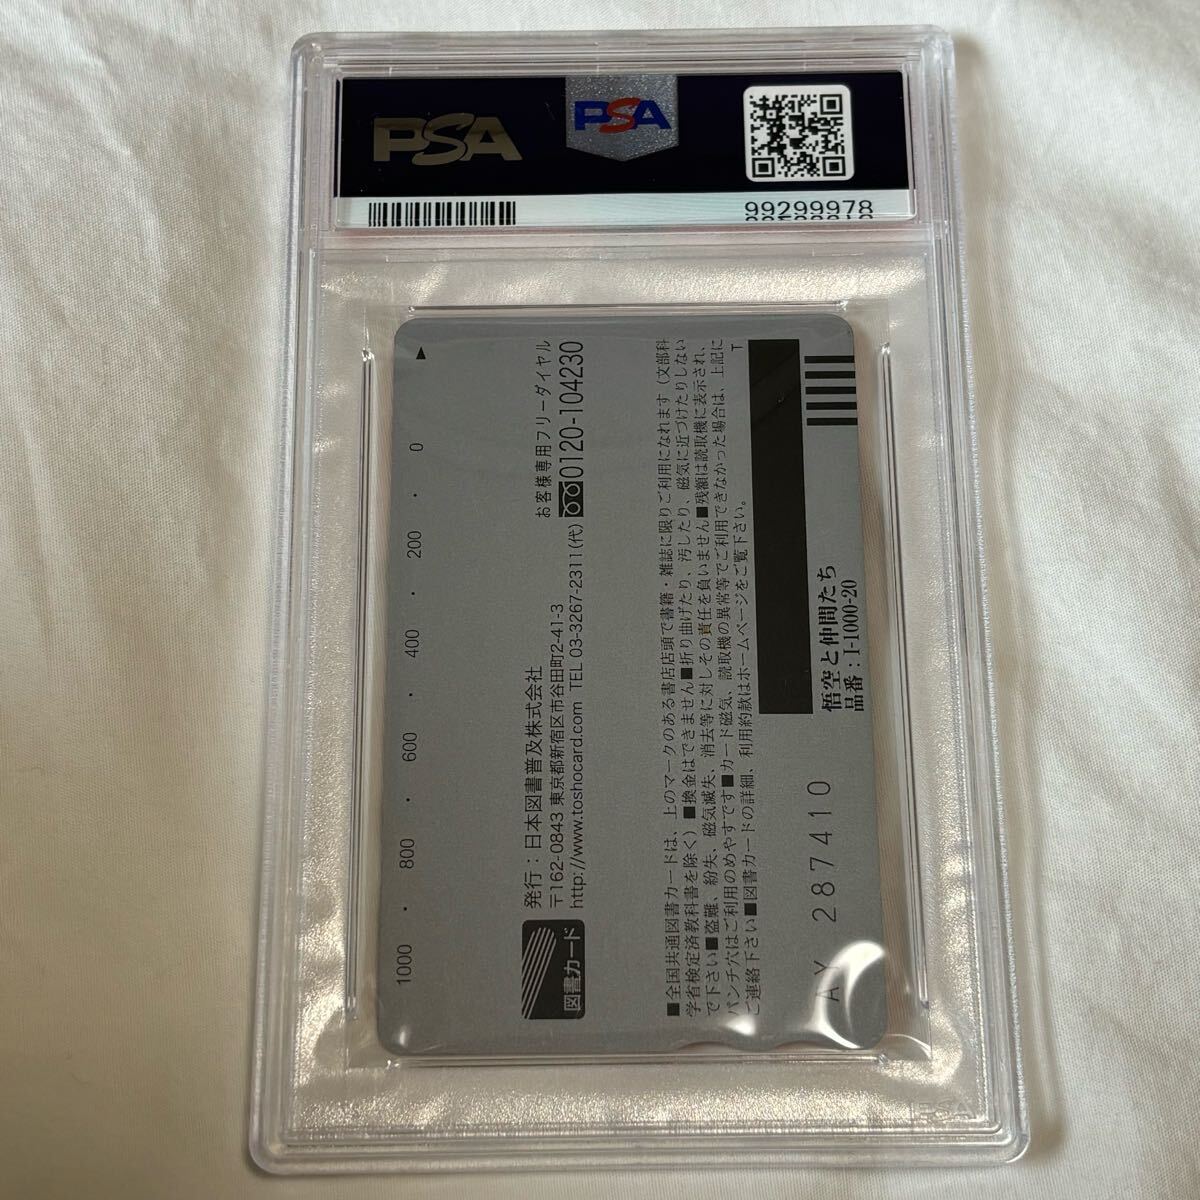 PSA
PSA
99299978
▲
0 ・ 200 ・ 400 ・ 600 ・ 800 ・ 1000
お客様専用フリーダイヤル
0120-104230
発行：日本図書普及株式会社
〒162-0843 東京都新宿区市谷田町2-41-3
http://www.toshocard.com TEL 03-3267-2311(代)
図書カード
■全国共通図書カードは、上のマークのある書店店頭で書籍・雑誌に限りご利用になれます（文部科
学省検定済教科書を除く）■換金はできません■折り曲げたり、汚したり、磁気に近づけたりしない
で下さい■盗難、紛失、磁気滅失、消去等に対しその責任を負いません■残額は読取機に表示され、
パンチ穴はご利用のめやすです■カード磁気、読取機の異常等でご利用できなかった場合は、上記に
ご連絡下さい■図書カードの詳細、利用約款はホームページをご覧下さい。
T
悟空と仲間たち
品番：I-1000-20
AY 287410